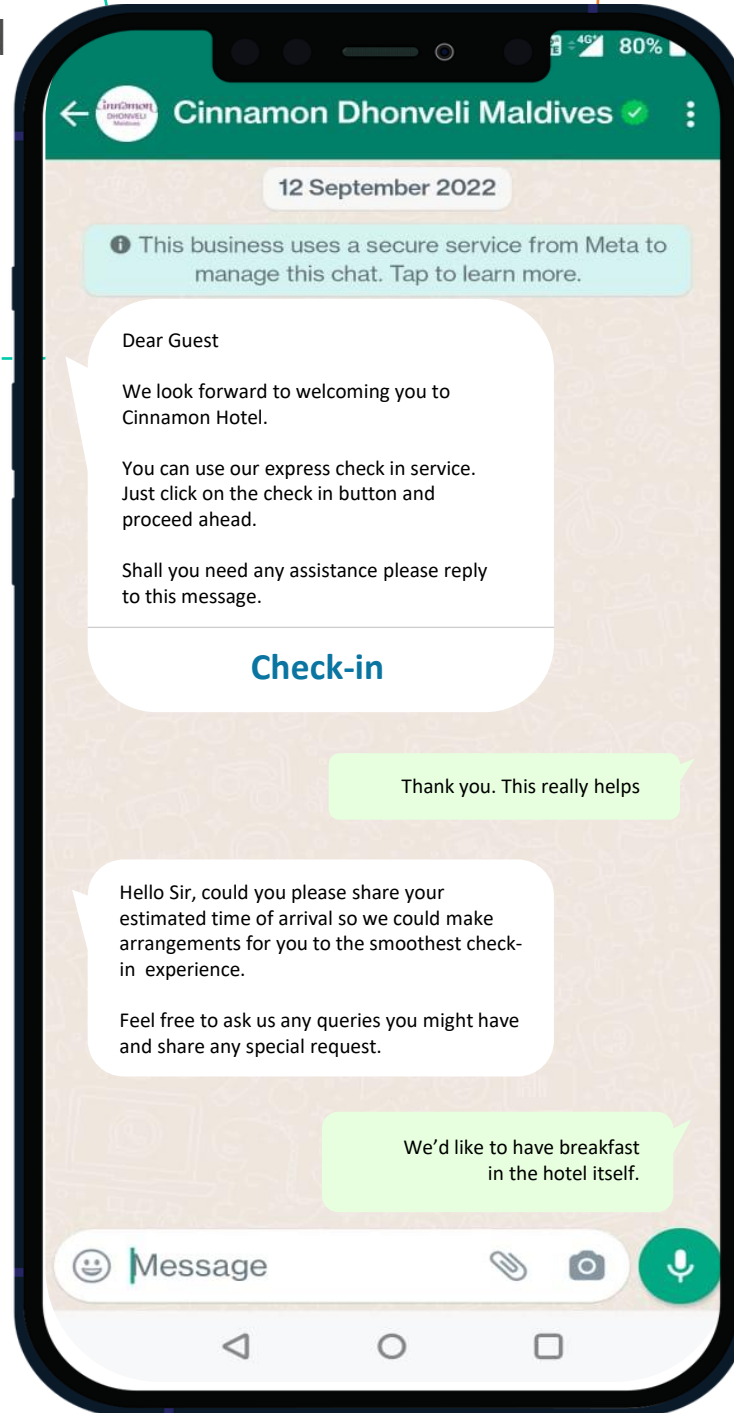 4G+ 80%
Cinnamon
DHONVELI
Maldives
Cinnamon Dhonveli Maldives
12 September 2022
This business uses a secure service from Meta to
manage this chat. Tap to learn more.
Dear Guest
We look forward to welcoming you to
Cinnamon Hotel.
You can use our express check in service.
Just click on the check in button and
proceed ahead.
Shall you need any assistance please reply
to this message.
Check-in
Thank you. This really helps
Hello Sir, could you please share your
estimated time of arrival so we could make
arrangements for you to the smoothest check-
in  experience.
Feel free to ask us any queries you might have
and share any special request.
We’d like to have breakfast
in the hotel itself.
Message